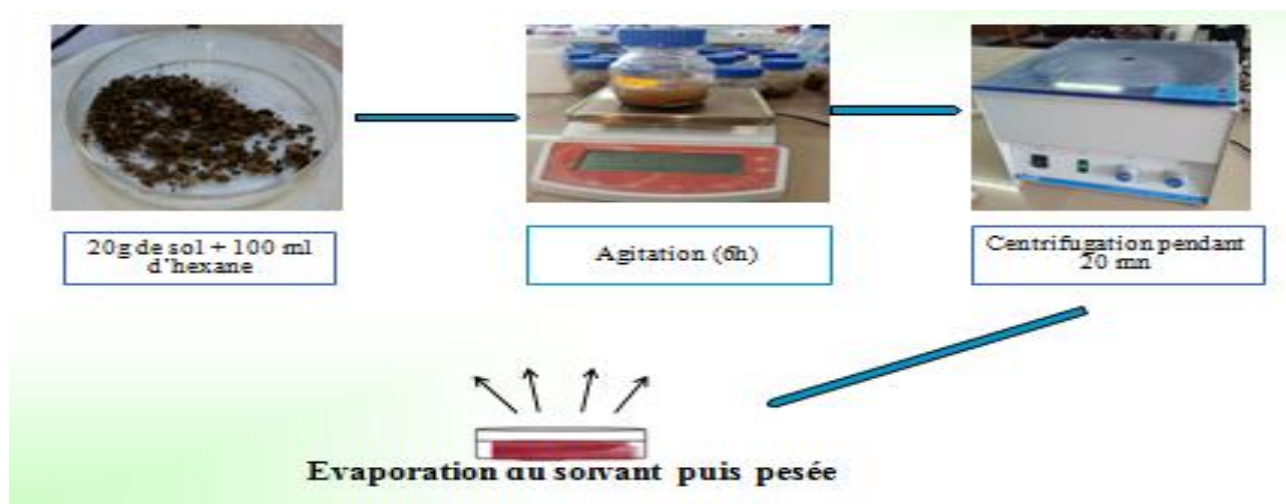 20g de sol + 100 ml
d'hexane
Agitation (6h)
Centrifugation pendant
20 mn
Evaporation du solvant puis pesée